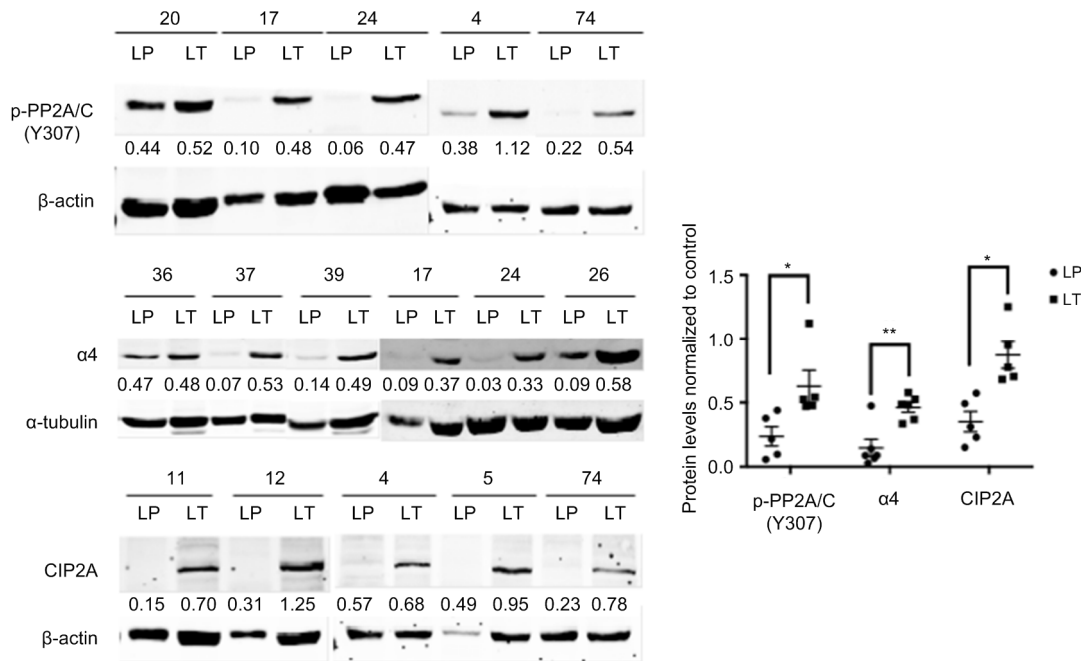 20 17 24 4 74
LP LT LP LT LP LT LP LT LP LT
p-PP2A/C
(Y307)
0.44 0.52 0.10 0.48 0.06 0.47 0.38 1.12 0.22 0.54
β-actin
36 37 39 17 24 26
LP LT LP LT LP LT LP LT LP LT LP LT
α4
0.47 0.48 0.07 0.53 0.14 0.49 0.09 0.37 0.03 0.33 0.09 0.58
α-tubulin
11 12 4 5 74
LP LT LP LT LP LT LP LT LP LT
CIP2A
0.15 0.70 0.31 1.25 0.57 0.68 0.49 0.95 0.23 0.78
β-actin
Protein levels normalized to control
1.5
1.0
0.5
0.0
* ** *
LP
LT
p-PP2A/C
(Y307)
α4
CIP2A